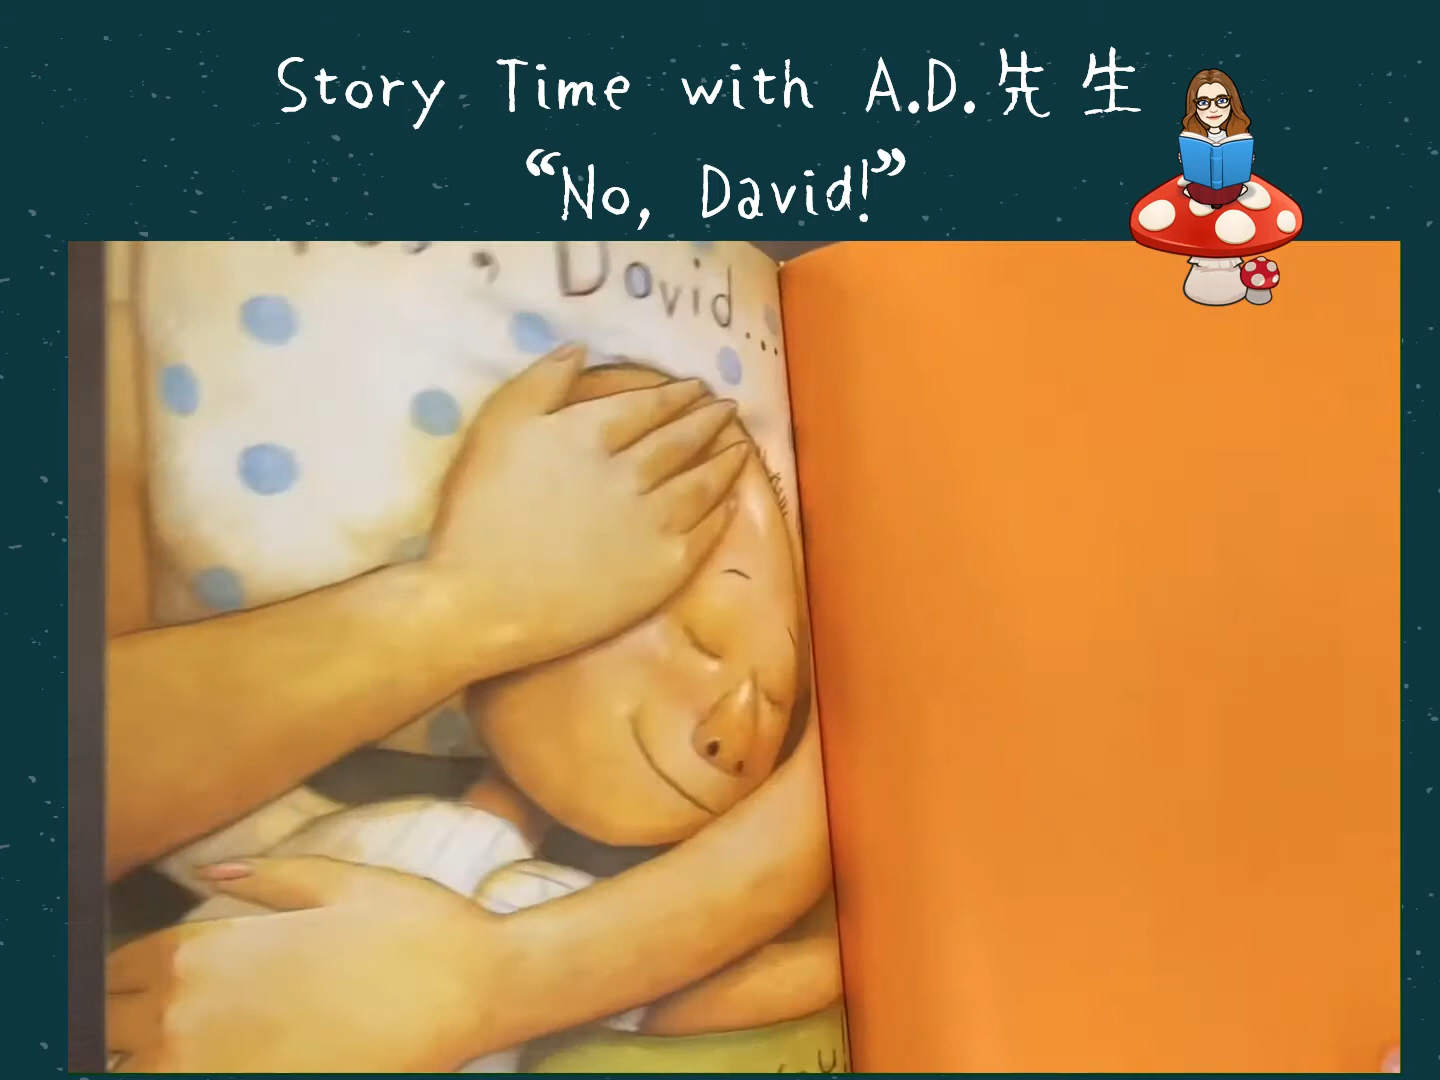 Story Time with A.D.先生
“No, David!”
David...